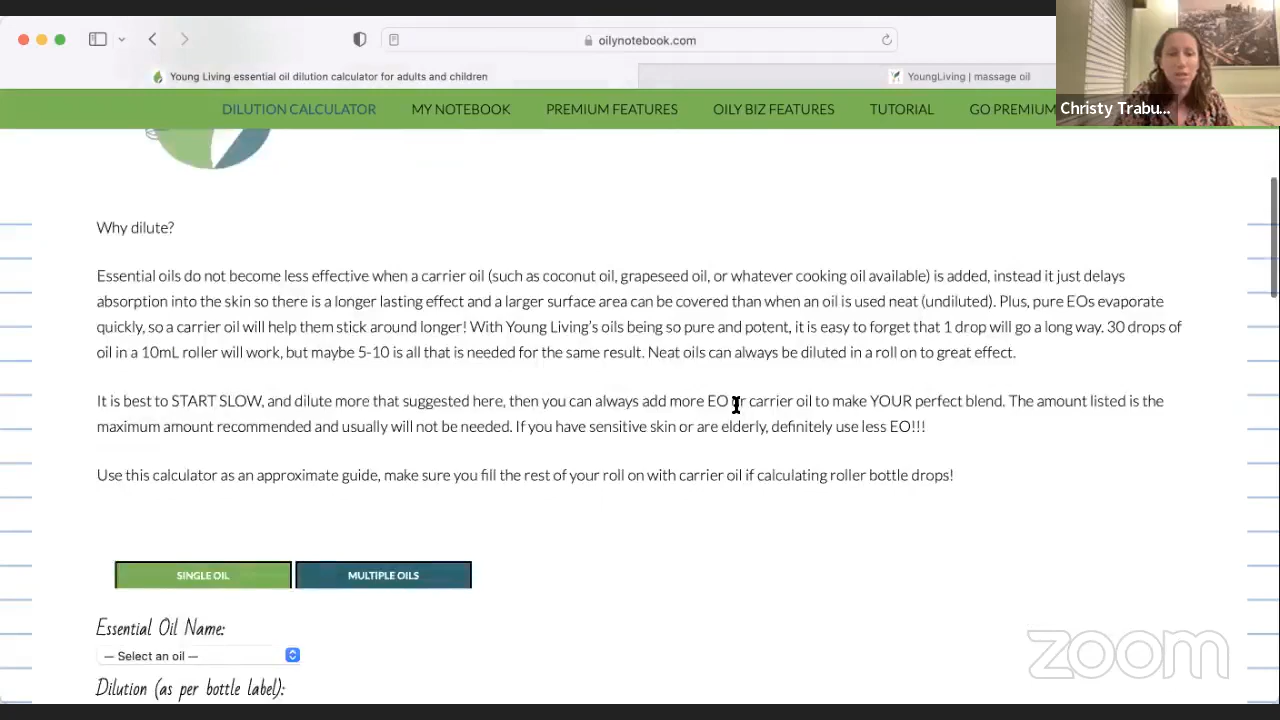 oilynotebook.com
Young Living essential oil dilution calculator for adults and children
YoungLiving | massage oil
DILUTION CALCULATOR
MY NOTEBOOK
PREMIUM FEATURES
OILY BIZ FEATURES
TUTORIAL
GO PREMIUM
Christy Trabu...
Why dilute?
Essential oils do not become less effective when a carrier oil (such as coconut oil, grapeseed oil, or whatever cooking oil available) is added, instead it just delays
absorption into the skin so there is a longer lasting effect and a larger surface area can be covered than when an oil is used neat (undiluted). Plus, pure EOs evaporate
quickly, so a carrier oil will help them stick around longer! With Young Living's oils being so pure and potent, it is easy to forget that 1 drop will go a long way. 30 drops of
oil in a 10mL roller will work, but maybe 5-10 is all that is needed for the same result. Neat oils can always be diluted in a roll on to great effect.
It is best to START SLOW, and dilute more that suggested here, then you can always add more EO or carrier oil to make YOUR perfect blend. The amount listed is the
maximum amount recommended and usually will not be needed. If you have sensitive skin or are elderly, definitely use less EO!!!
Use this calculator as an approximate guide, make sure you fill the rest of your roll on with carrier oil if calculating roller bottle drops!
SINGLE OIL
MULTIPLE OILS
Essential Oil Name:
— Select an oil —
Dilution (as per bottle label):
zoom